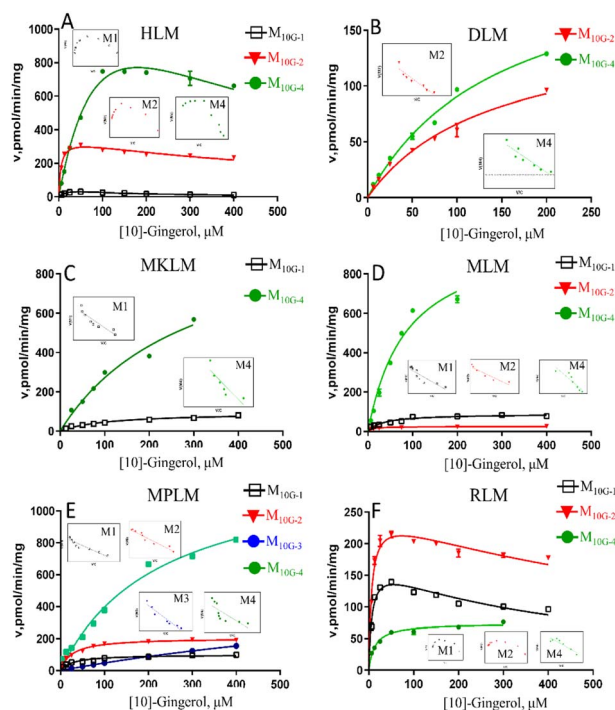 A HLM
M10G-1
M10G-2
M10G-4
M1
M2
M4
1000
800
600
400
200
0
0 100 200 300 400 500
v,pmol/min/mg
[10]-Gingerol, μM
B DLM
M10G-2
M10G-4
M2
M4
150
100
50
0
0 50 100 150 200 250
v,pmol/min/mg
[10]-Gingerol, μM
C MKLM
M10G-1
M10G-4
M1
M4
800
600
400
200
0
0 100 200 300 400 500
v,pmol/min/mg
[10]-Gingerol, μM
D MLM
M10G-1
M10G-2
M10G-4
M1
M2
M4
800
600
400
200
0
0 100 200 300 400 500
v,pmol/min/mg
[10]-Gingerol, μM
E MPLM
M10G-1
M10G-2
M10G-3
M10G-4
M1
M2
M3
M4
1000
800
600
400
200
0
0 100 200 300 400 500
v,pmol/min/mg
[10]-Gingerol, μM
F RLM
M10G-1
M10G-2
M10G-4
M1
M2
M4
250
200
150
100
50
0
0 100 200 300 400 500
v,pmol/min/mg
[10]-Gingerol, μM